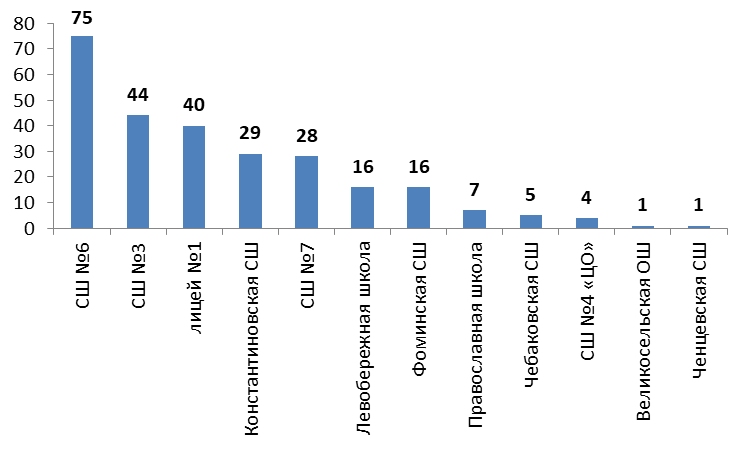 80
70
60
50
40
30
20
10
0
75
44
40
29
28
16
16
7
5
4
1
1
СШ №6
СШ №3
лицей №1
Константиновская СШ
СШ №7
Левобережная школа
Фоминская СШ
Православная школа
Чебаковская СШ
СШ №4 «ЦО»
Великосельская ОШ
Ченцевская СШ